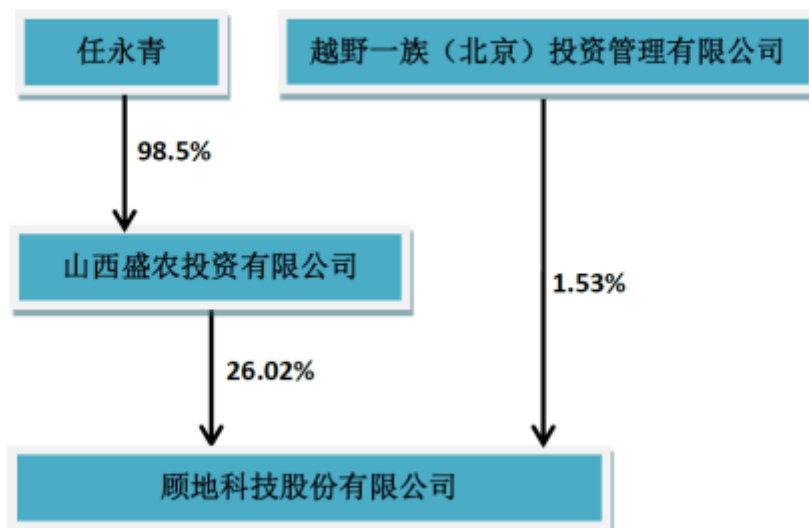 任永青
越野一族（北京）投资管理有限公司
98.5%
山西盛农投资有限公司
1.53%
26.02%
顾地科技股份有限公司